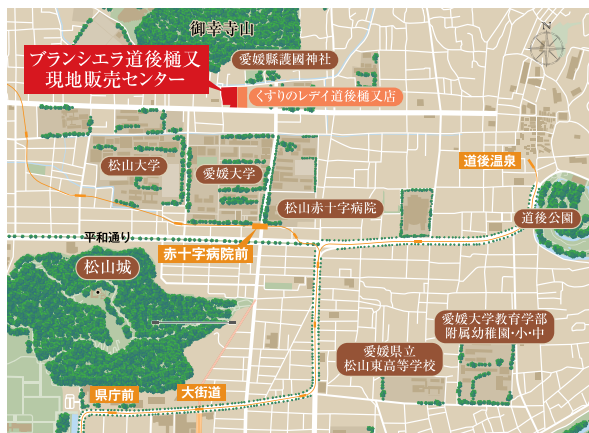 御幸寺山
N
ブランシエラ道後樋又
現地販売センター
愛媛縣護國神社
くすりのレデイ道後樋又店
松山大学
愛媛大学
道後温泉
松山赤十字病院
道後公園
平和通り
赤十字病院前
松山城
愛媛大学教育学部
附属幼稚園・小・中
愛媛県立
松山東高等学校
県庁前
大街道